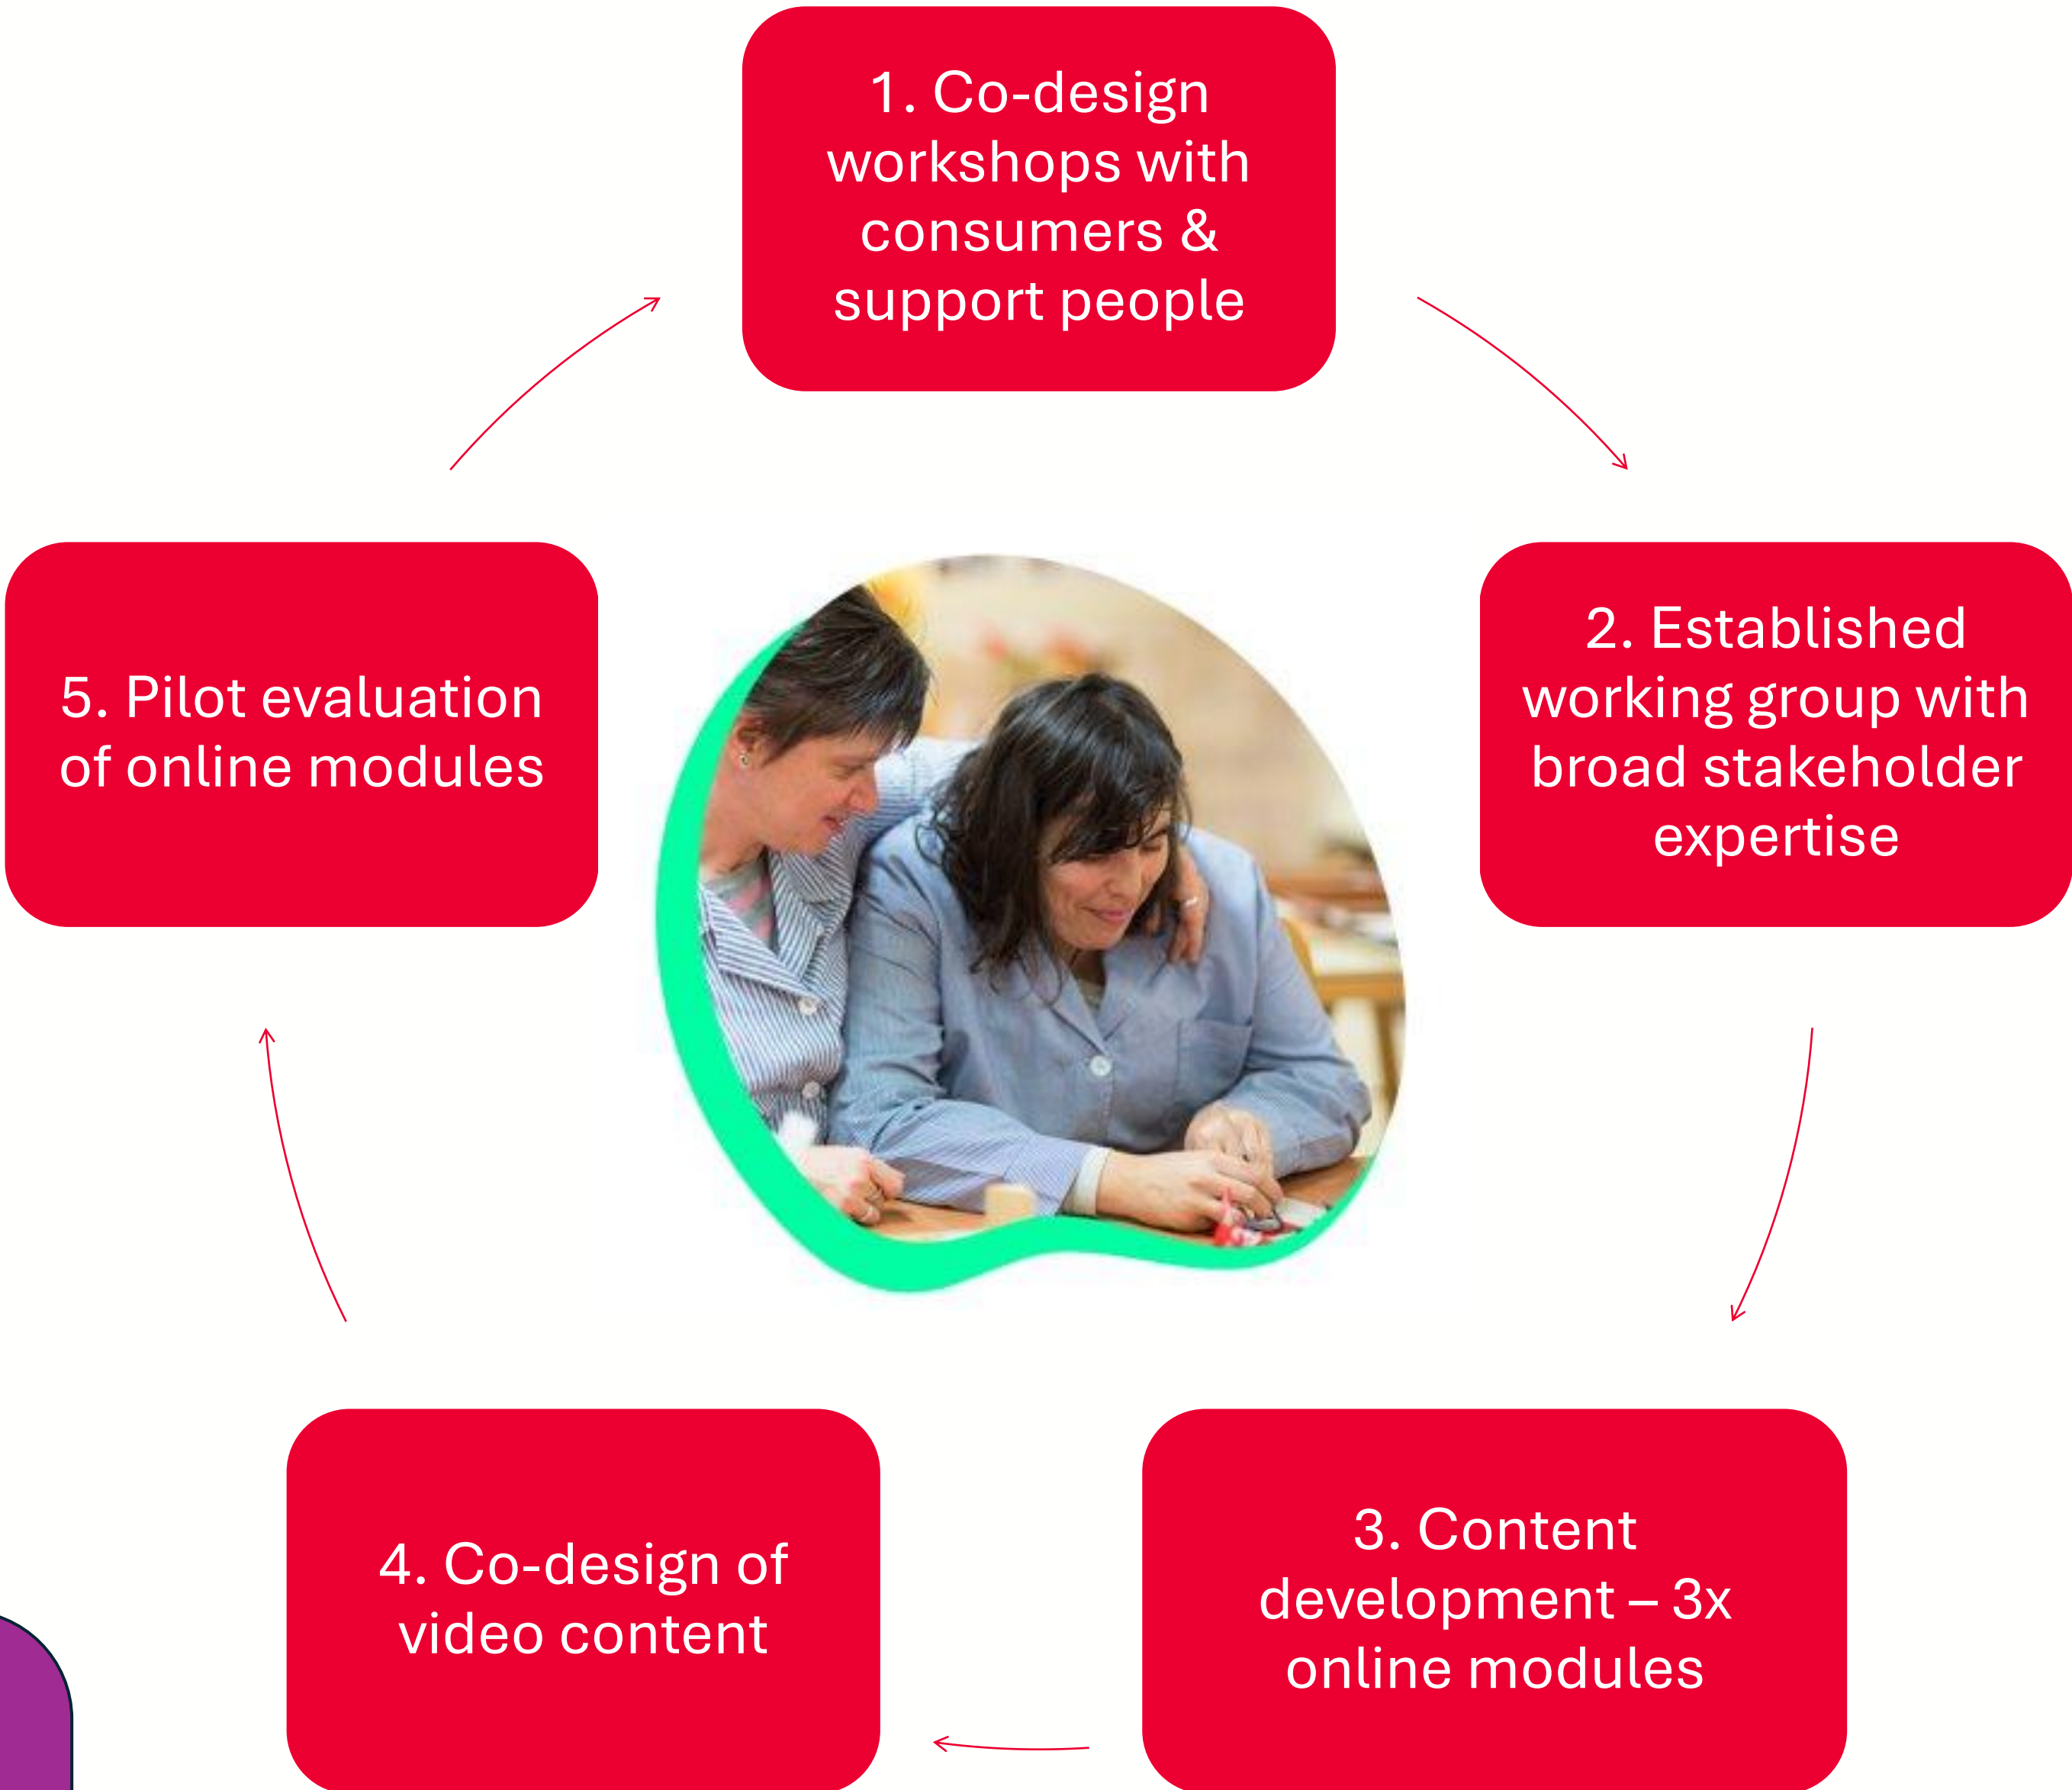 1. Co-design
workshops with
consumers &
support people
2. Established
working group with
broad stakeholder
expertise
3. Content
development – 3x
online modules
4. Co-design of
video content
5. Pilot evaluation
of online modules